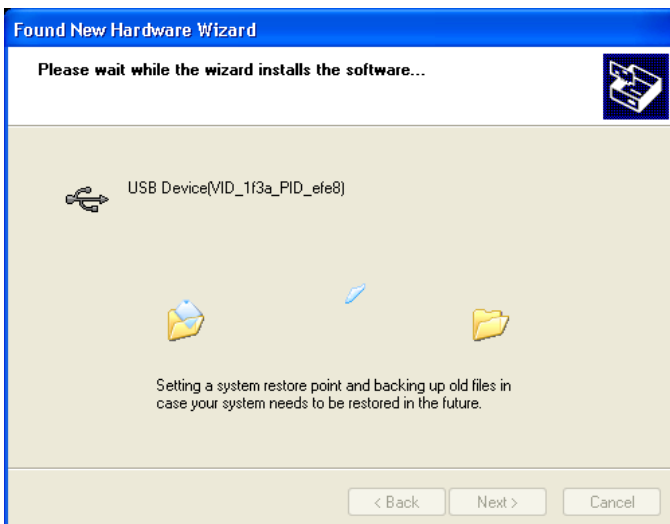 Found New Hardware Wizard
Please wait while the wizard installs the software...
USB Device(VID_1f3a_PID_efe8)
Setting a system restore point and backing up old files in
case your system needs to be restored in the future.
< Back
Next >
Cancel